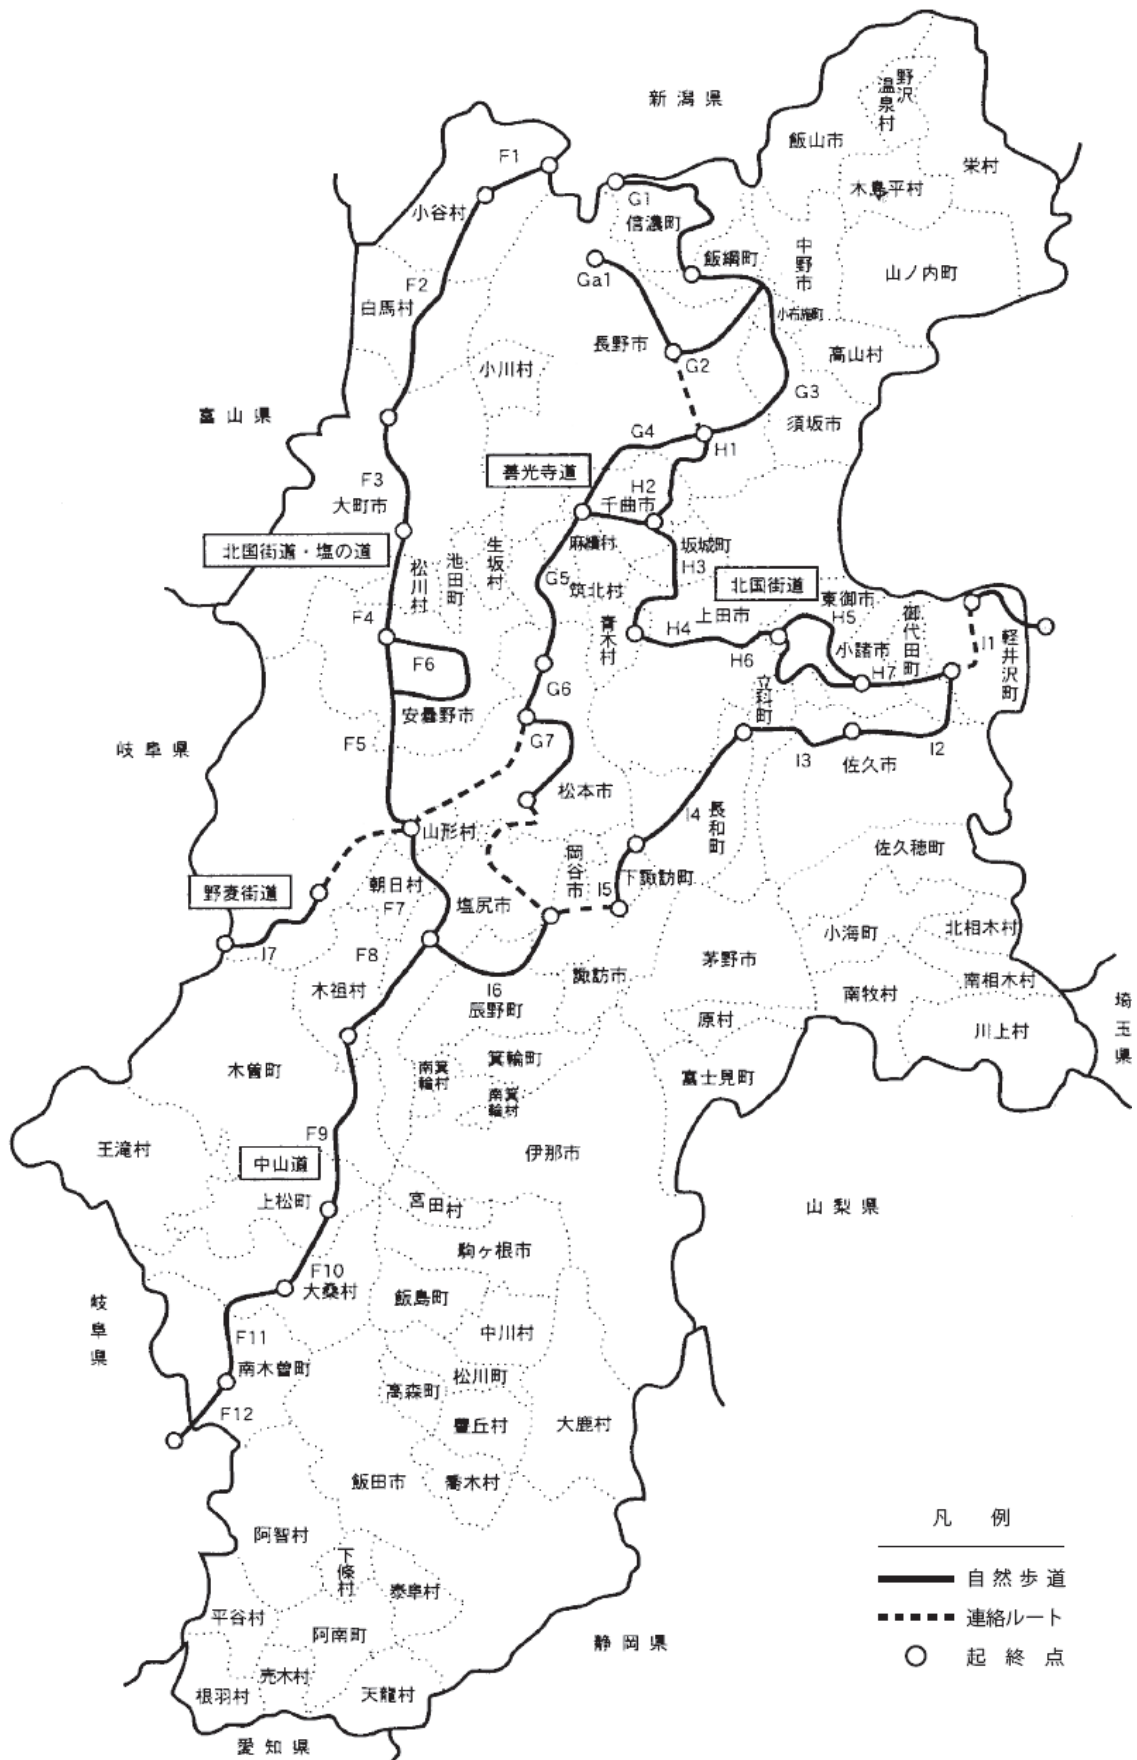 新潟県
野沢
温泉村
飯山市
栄村
木島平村
F1
小谷村
G1
信濃町
飯綱町
中野市
山ノ内町
Ga1
F2
白馬村
小布施町
長野市
高山村
小川村
G2
G3
須坂市
富山県
G4
H1
善光寺道
F3
大町市
H2
千曲市
北国街道・塩の道
生坂村
麻績村
坂城町
H3
池田町
松川村
G5
筑北村
北国街道
東御市
H5
上田市
御代田町
軽井沢町
I1
青木村
H4
H6
小諸市
H7
F4
F6
安曇野市
G6
立科町
岐阜県
F5
G7
I3
佐久市
I2
松本市
I4
長和町
山形村
岡谷市
佐久穂町
野麦街道
朝日村
F7
塩尻市
I5
下諏訪町
小海町
北相木村
I7
F8
茅野市
諏訪市
南相木村
I6
木祖村
辰野町
南牧村
埼玉県
原村
川上村
木曽町
南箕輪村
箕輪町
南箕輪村
富士見町
王滝村
F9
中山道
伊那市
上松町
宮田村
山梨県
駒ヶ根市
F10
大桑村
飯島町
岐阜県
F11
中川村
南木曽町
高森町
松川町
F12
豊丘村
大鹿村
飯田市
喬木村
凡 例
阿智村
下條村
自然歩道
泰阜村
平谷村
連絡ルート
阿南町
静岡県
起終点
売木村
根羽村
天龍村
愛知県